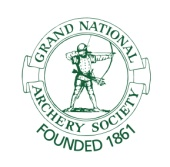 GRAND NATIONAL
ARCHERY SOCIETY
FOUNDED 1861